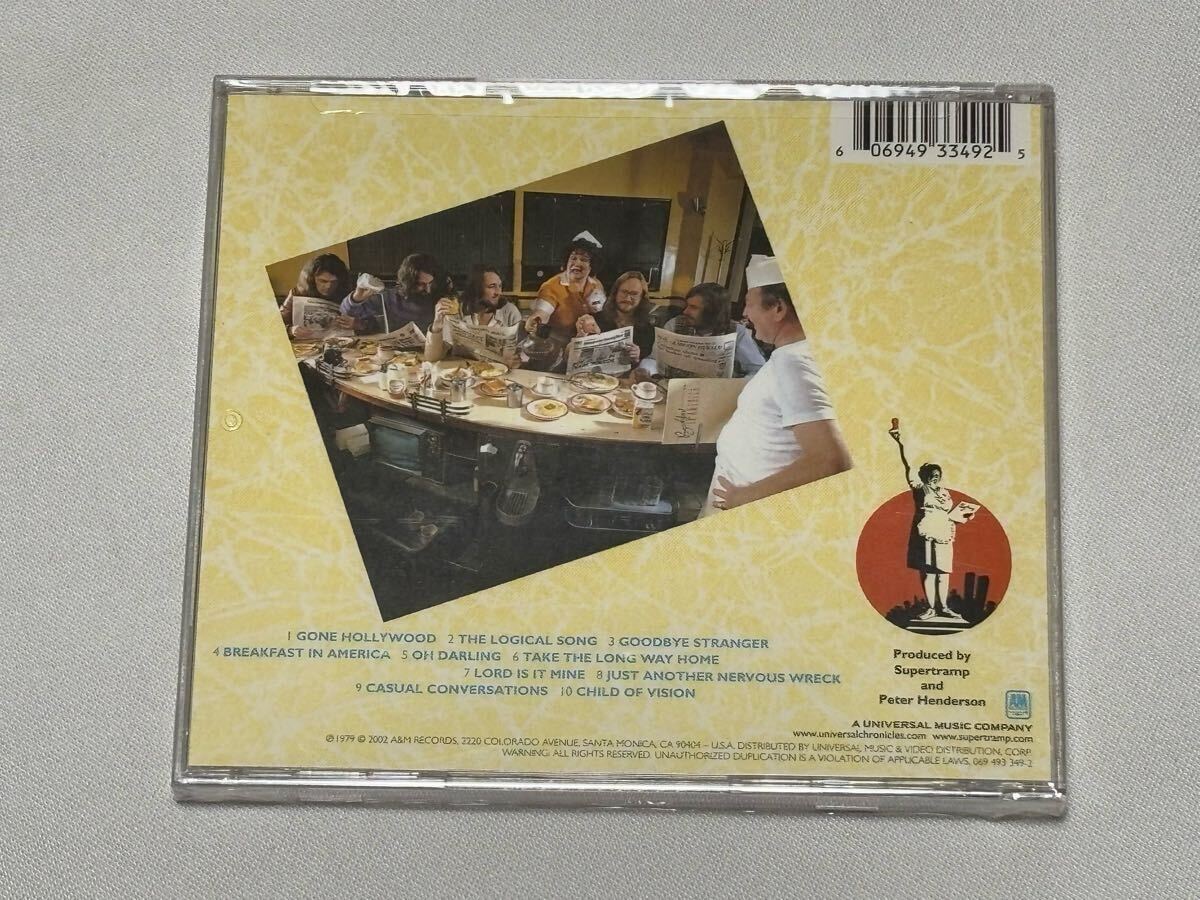 6 06949 33492 5
1 GONE HOLLYWOOD 2 THE LOGICAL SONG 3 GOODBYE STRANGER
4 BREAKFAST IN AMERICA 5 OH DARLING 6 TAKE THE LONG WAY HOME
7 LORD IS IT MINE 8 JUST ANOTHER NERVOUS WRECK
9 CASUAL CONVERSATIONS 10 CHILD OF VISION
Produced by
Supertramp
and
Peter Henderson
AM
A UNIVERSAL MUSIC COMPANY
www.universalchronicles.com www.supertramp.com
℗ 1979 © 2002 A&M RECORDS, 2220 COLORADO AVENUE, SANTA MONICA, CA 90404 – U.S.A. DISTRIBUTED BY UNIVERSAL MUSIC & VIDEO DISTRIBUTION, CORP.
WARNING: ALL RIGHTS RESERVED. UNAUTHORIZED DUPLICATION IS A VIOLATION OF APPLICABLE LAWS. 069 493 349-2